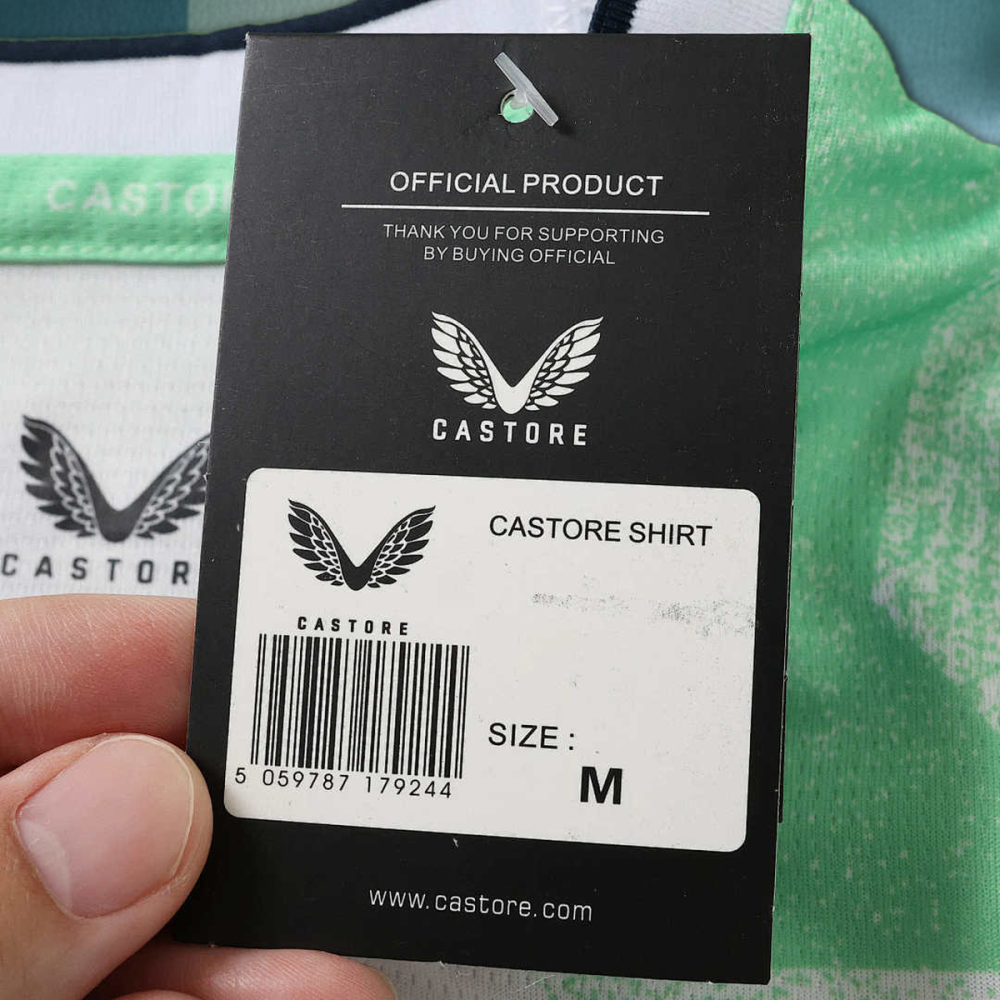 CASTO
OFFICIAL PRODUCT
THANK YOU FOR SUPPORTING
BY BUYING OFFICIAL
CASTORE
CASTOR
CASTORE SHIRT
CASTORE
5 059787 179244
SIZE :
M
www.castore.com